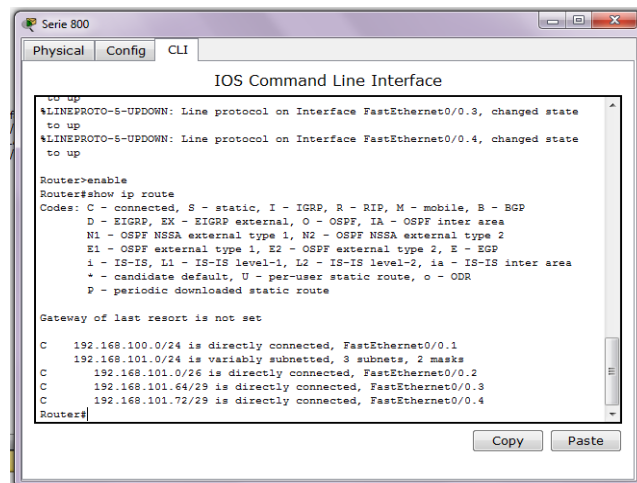 Serie 800
Physical Config CLI
IOS Command Line Interface
to up
%LINEPROTO-5-UPDOWN: Line protocol on Interface FastEthernet0/0.3, changed state
to up
%LINEPROTO-5-UPDOWN: Line protocol on Interface FastEthernet0/0.4, changed state
to up
Router>enable
Router#show ip route
Codes: C - connected, S - static, I - IGRP, R - RIP, M - mobile, B - BGP
D - EIGRP, EX - EIGRP external, O - OSPF, IA - OSPF inter area
N1 - OSPF NSSA external type 1, N2 - OSPF NSSA external type 2
E1 - OSPF external type 1, E2 - OSPF external type 2, E - EGP
i - IS-IS, L1 - IS-IS level-1, L2 - IS-IS level-2, ia - IS-IS inter area
* - candidate default, U - per-user static route, o - ODR
P - periodic downloaded static route
Gateway of last resort is not set
C 192.168.100.0/24 is directly connected, FastEthernet0/0.1
192.168.101.0/24 is variably subnetted, 3 subnets, 2 masks
C 192.168.101.0/26 is directly connected, FastEthernet0/0.2
C 192.168.101.64/29 is directly connected, FastEthernet0/0.3
C 192.168.101.72/29 is directly connected, FastEthernet0/0.4
Router#
Copy Paste